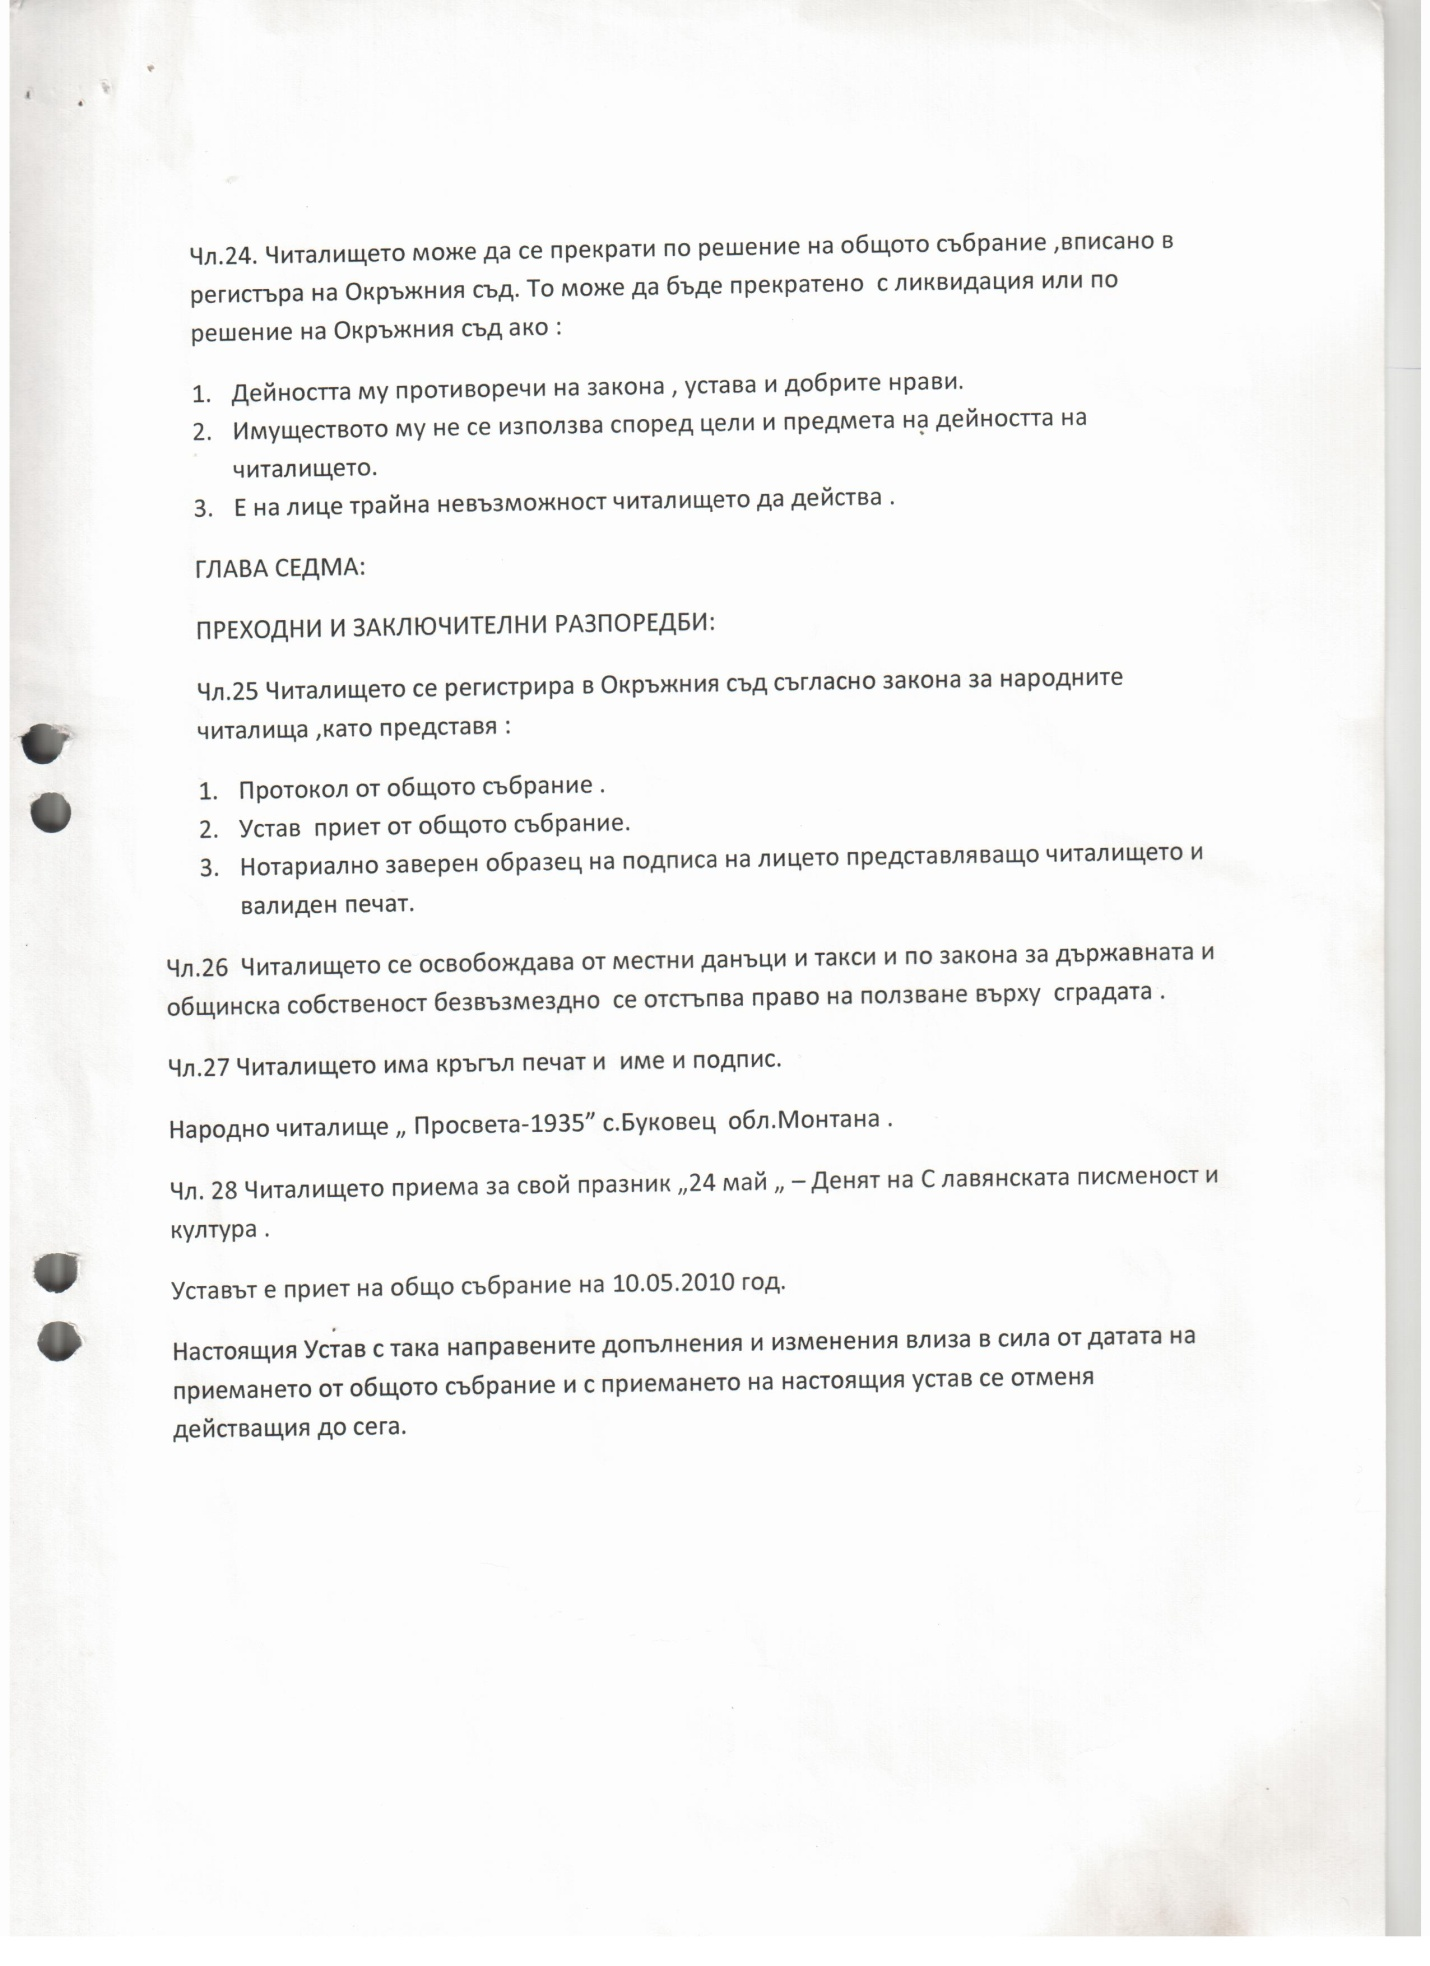 Чл.24. Читалището може да се прекрати по решение на общото събрание ,вписано в
регистъра на Окръжния съд. То може да бъде прекратено  с ликвидация или по
решение на Окръжния съд ако :
1. Дейността му противоречи на закона , устава и добрите нрави.
2. Имуществото му не се използва според цели и предмета на дейността на
читалището.
3. Е на лице трайна невъзможност читалището да действа .
ГЛАВА СЕДМА:
ПРЕХОДНИ И ЗАКЛЮЧИТЕЛНИ РАЗПОРЕДБИ:
Чл.25 Читалището се регистрира в Окръжния съд съгласно закона за народните
читалища ,като представя :
1. Протокол от общото събрание .
2. Устав  приет от общото събрание.
3. Нотариално заверен образец на подписа на лицето представляващо читалището и
валиден печат.
Чл.26  Читалището се освобождава от местни данъци и такси и по закона за държавната и
общинска собственост безвъзмездно  се отстъпва право на ползване върху  сградата .
Чл.27 Читалището има кръгъл печат и  име и подпис.
Народно читалище „ Просвета-1935” с.Буковец  обл.Монтана .
Чл. 28 Читалището приема за свой празник „24 май „ – Денят на С лавянската писменост и
култура .
Уставът е приет на общо събрание на 10.05.2010 год.
Настоящия Устав с така направените допълнения и изменения влиза в сила от датата на
приемането от общото събрание и с приемането на настоящия устав се отменя
действащия до сега.